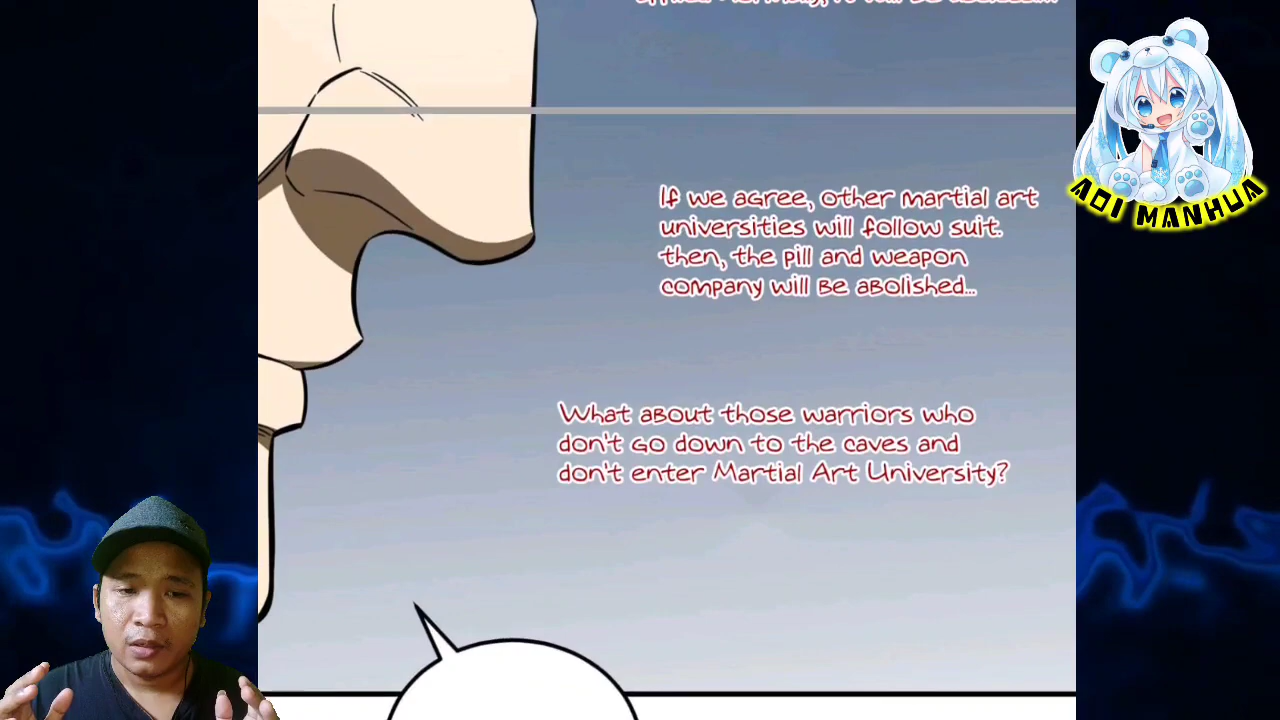 If we agree, other martial art
universities will follow suit.
then, the pill and weapon
company will be abolished...
What about those warriors who
don't go down to the caves and
don't enter Martial Art University?
AOI MANHUA